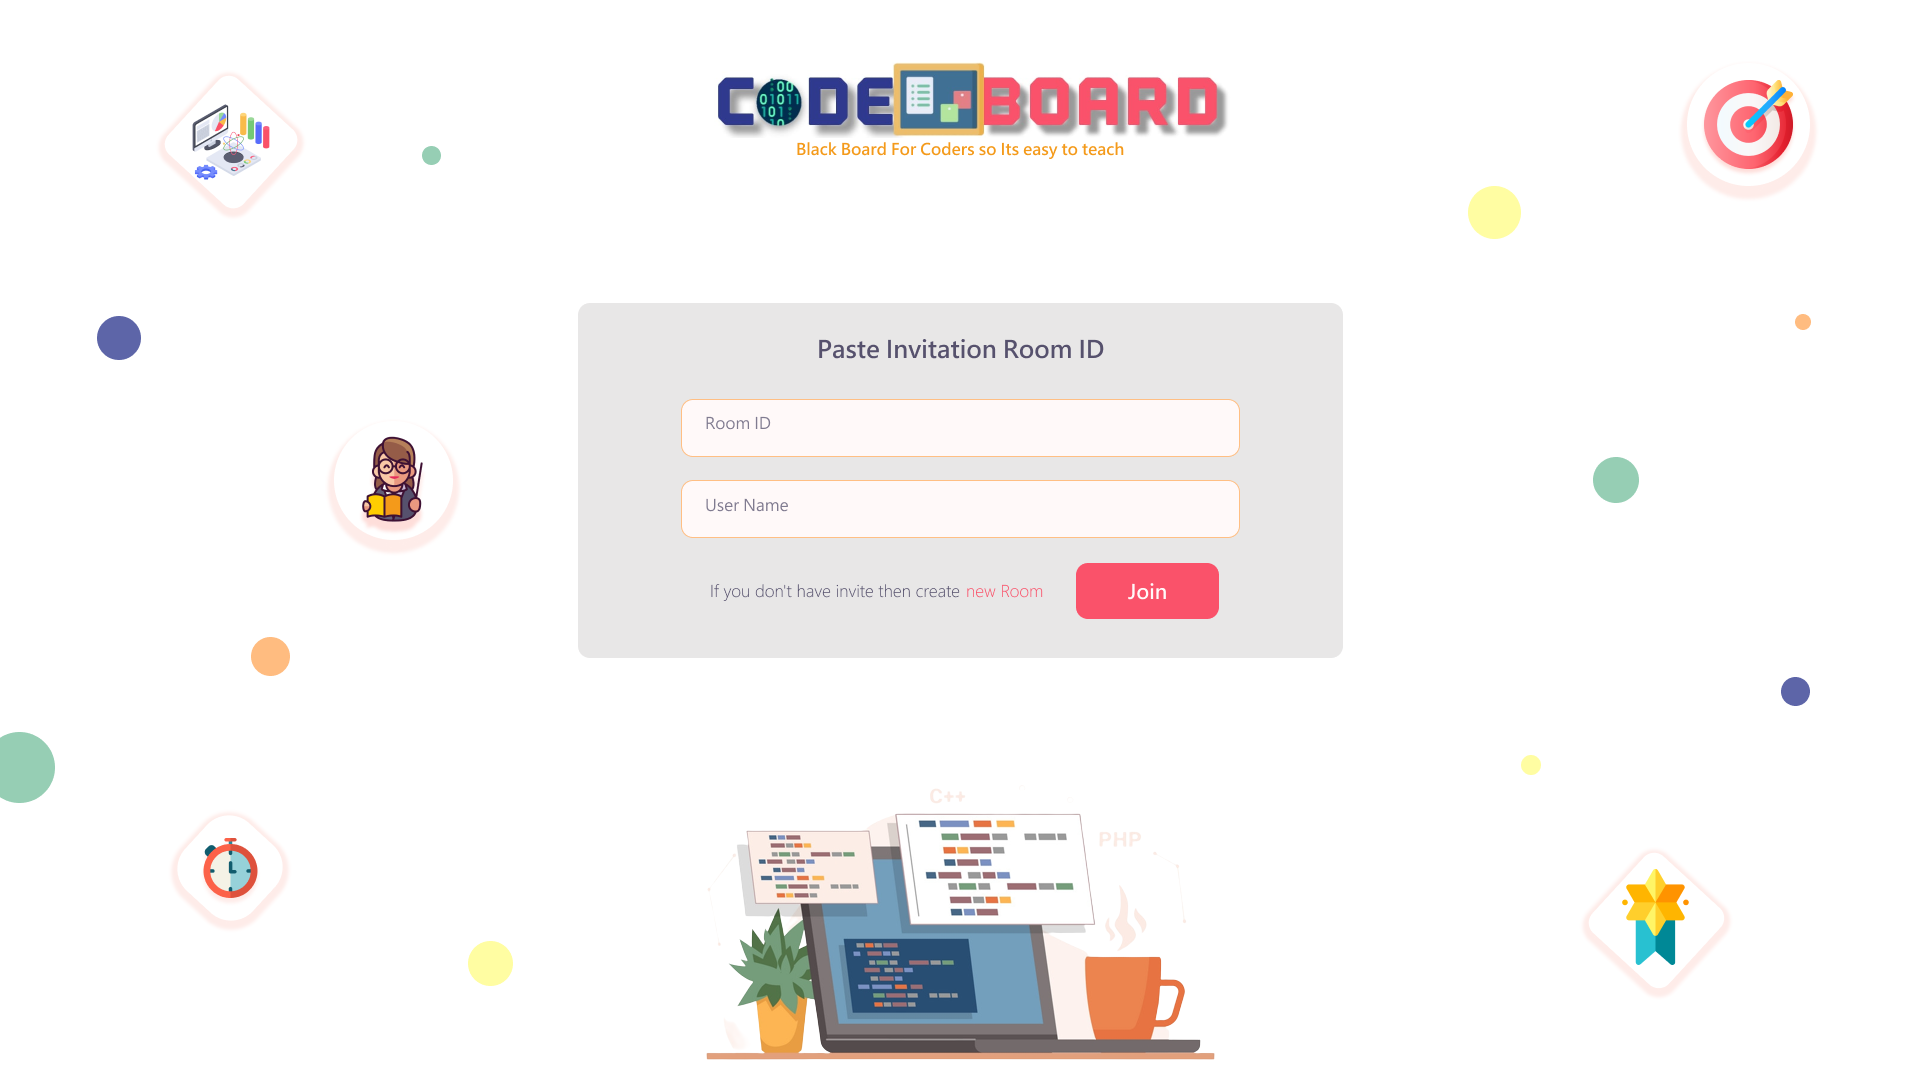 CODE BOARD
Black Board For Coders so Its easy to teach
Paste Invitation Room ID
Room ID
User Name
If you don't have invite then create new Room
Join
C++
PHP